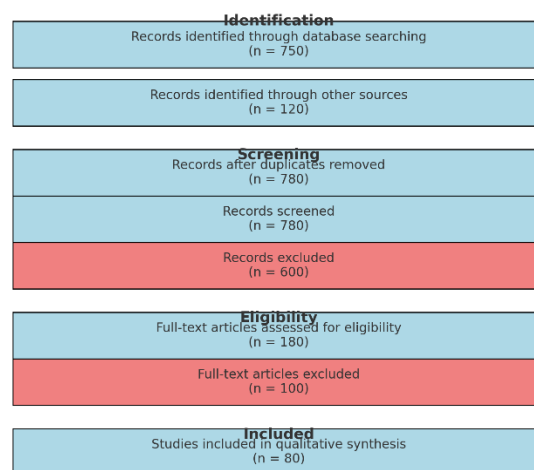 Identification
Records identified through database searching
(n = 750)
Records identified through other sources
(n = 120)
Screening
Records after duplicates removed
(n = 780)
Records screened
(n = 780)
Records excluded
(n = 600)
Eligibility
Full-text articles assessed for eligibility
(n = 180)
Full-text articles excluded
(n = 100)
Included
Studies included in qualitative synthesis
(n = 80)